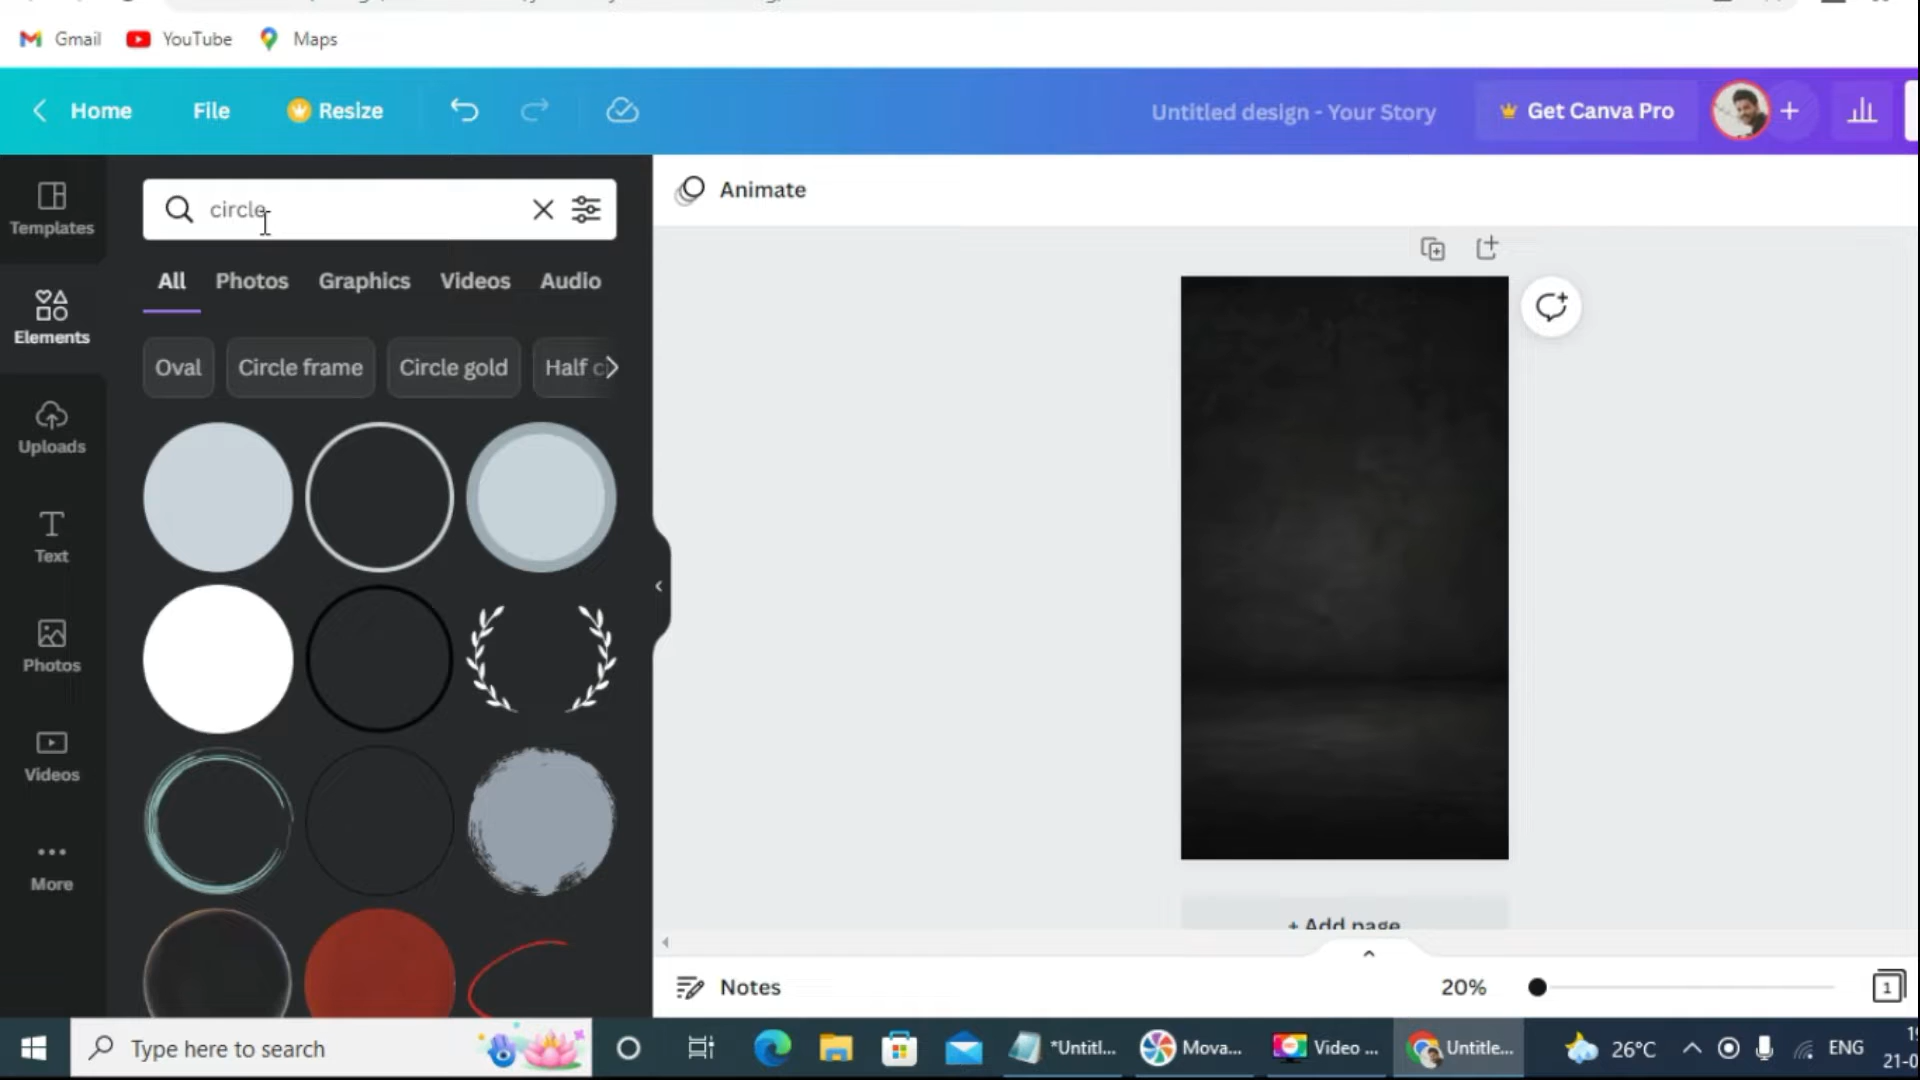 Gmail YouTube Maps
Home File Resize Untitled design - Your Story Get Canva Pro
Templates
circle
Animate
All Photos Graphics Videos Audio
Elements
Oval Circle frame Circle gold Half
Uploads
Text
Photos
Videos
More
+ Add page
Notes 20% 1
Type here to search *Untitl... Mova... Video ... Untitle... 26°C ENG